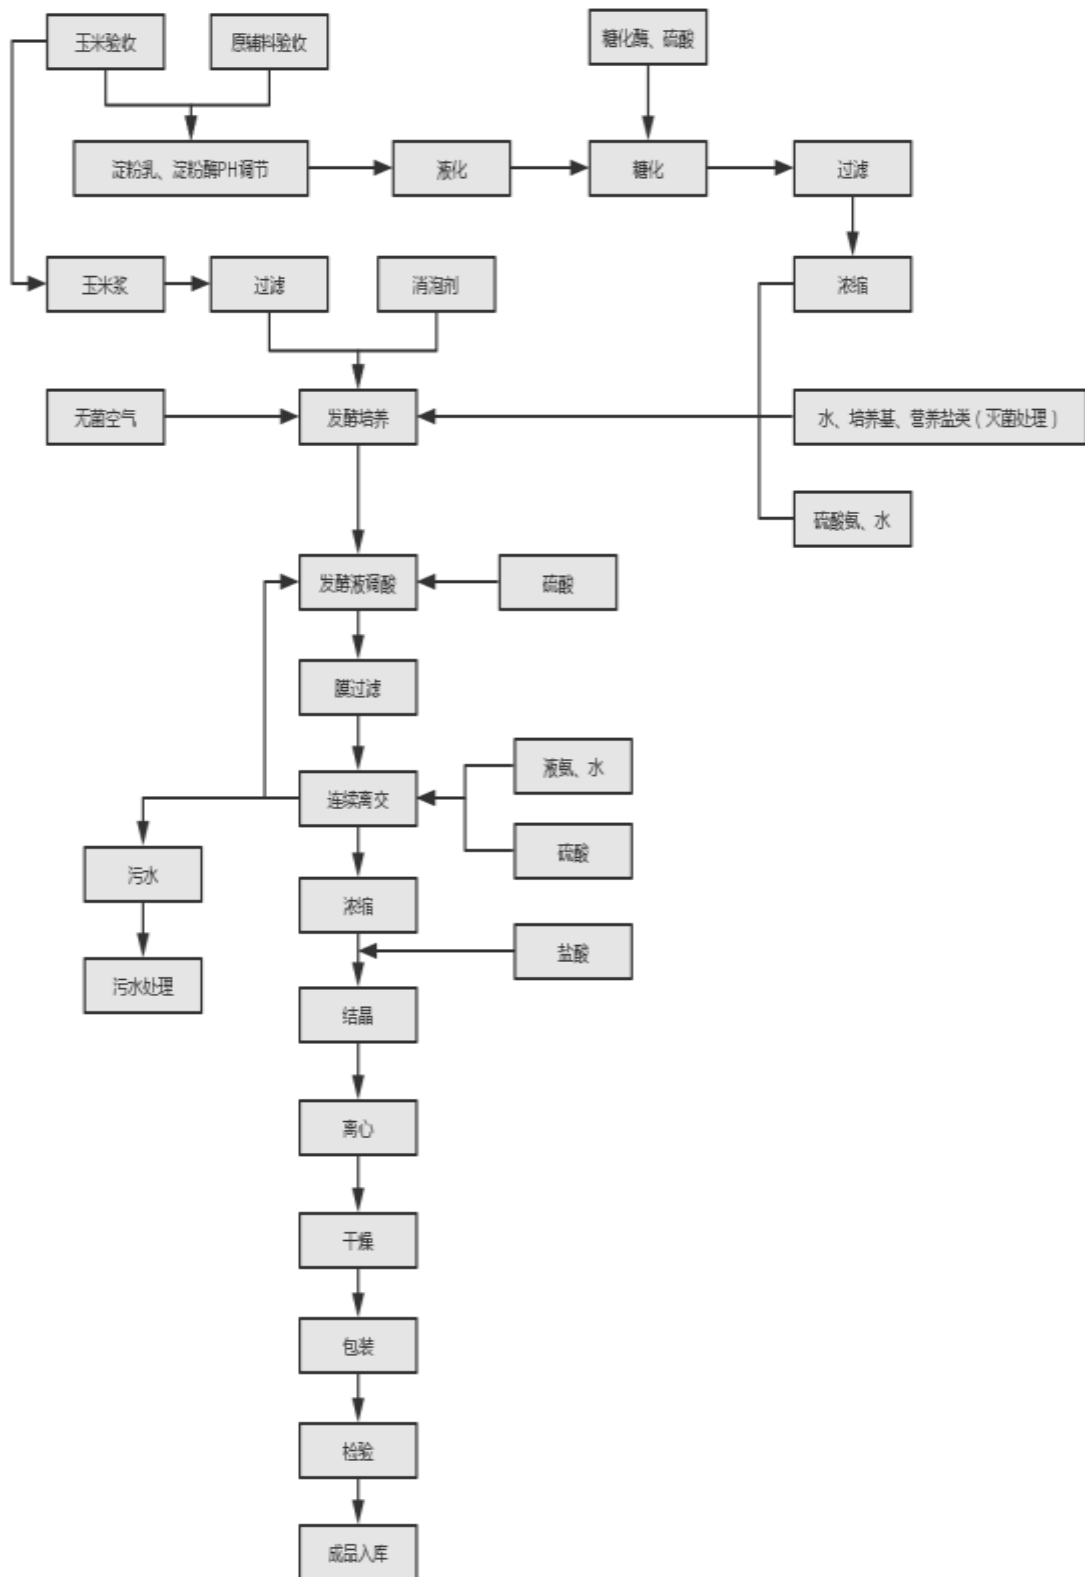 玉米验收
原辅料验收
糖化酶、硫酸
淀粉乳、淀粉酶PH调节
液化
糖化
过滤
玉米浆
过滤
消泡剂
浓缩
无菌空气
发酵培养
水、培养基、营养盐类（灭菌处理）
硫酸氨、水
发酵液调酸
硫酸
膜过滤
液氨、水
连续离交
硫酸
污水
浓缩
盐酸
污水处理
结晶
离心
干燥
包装
检验
成品入库